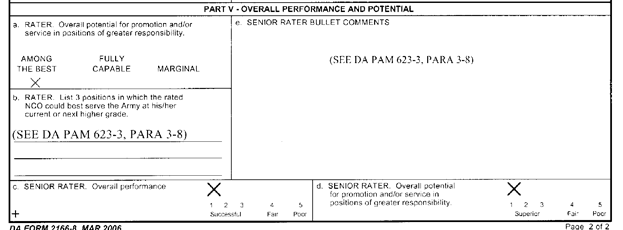 PART V - OVERALL PERFORMANCE AND POTENTIAL
a. RATER. Overall potential for promotion and/or
service in positions of greater responsibility.
AMONG THE BEST
FULLY CAPABLE
MARGINAL
X
b. RATER. List 3 positions in which the rated
NCO could best serve the Army at his/her
current or next higher grade.
(SEE DA PAM 623-3, PARA 3-8)
e. SENIOR RATER BULLET COMMENTS
(SEE DA PAM 623-3, PARA 3-8)
c. SENIOR RATER. Overall performance
X
1 2 3 4 5
Successful Fair Poor
d. SENIOR RATER. Overall potential
for promotion and/or service in
positions of greater responsibility.
X
1 2 3 4 5
Superior Fair Poor
+
DA FORM 2166-8, MAR 2006
Page 2 of 2